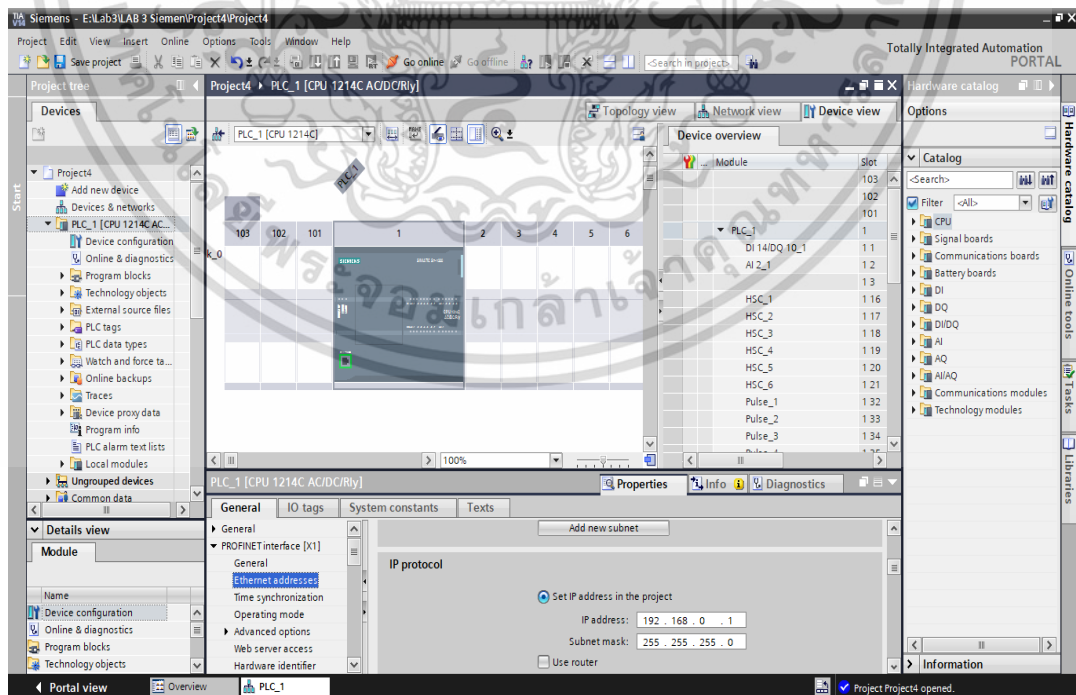 Siemens - E:\Lab3\LAB 3 Siemen\Project4\Project4
Project Edit View Insert Online Options Tools Window Help
Totally Integrated Automation
PORTAL
Save project Go online Go offline <Search in project>
Project tree
Project4 PLC_1 [CPU 1214C AC/DC/Rly]
Hardware catalog
Devices
Topology view Network view Device view
Options
PLC_1 [CPU 1214C]
Device overview
Module Slot
Catalog
<Search>
Filter <All>
Project4
Add new device
Devices & networks
PLC_1 [CPU 1214C AC...
Device configuration
Online & diagnostics
Program blocks
Technology objects
External source files
PLC tags
PLC data types
Watch and force ta...
Online backups
Traces
Device proxy data
Program info
PLC alarm text lists
Local modules
Ungrouped devices
Common data
Start
PLC_1
103 102 101 1 2 3 4 5 6
k_0
SIEMENS
100%
103
102
101
PLC_1 1
DI 14/DQ 10_1 1 1
AI 2_1 1 2
1 3
HSC_1 1 16
HSC_2 1 17
HSC_3 1 18
HSC_4 1 19
HSC_5 1 20
HSC_6 1 21
Pulse_1 1 32
Pulse_2 1 33
Pulse_3 1 34
CPU
Signal boards
Communications boards
Battery boards
DI
DQ
DI/DQ
AI
AQ
AI/AQ
Communications modules
Technology modules
Hardware catalog
Online tools
Tasks
Libraries
PLC_1 [CPU 1214C AC/DC/Rly]
Properties Info Diagnostics
General IO tags System constants Texts
General
PROFINET interface [X1]
General
Ethernet addresses
Time synchronization
Operating mode
Advanced options
Web server access
Hardware identifier
Add new subnet
IP protocol
Set IP address in the project
IP address: 192 . 168 . 0 . 1
Subnet mask: 255 . 255 . 255 . 0
Use router
Details view
Module
Name
Device configuration
Online & diagnostics
Program blocks
Technology objects
Information
Portal view Overview PLC_1
Project Project4 opened.